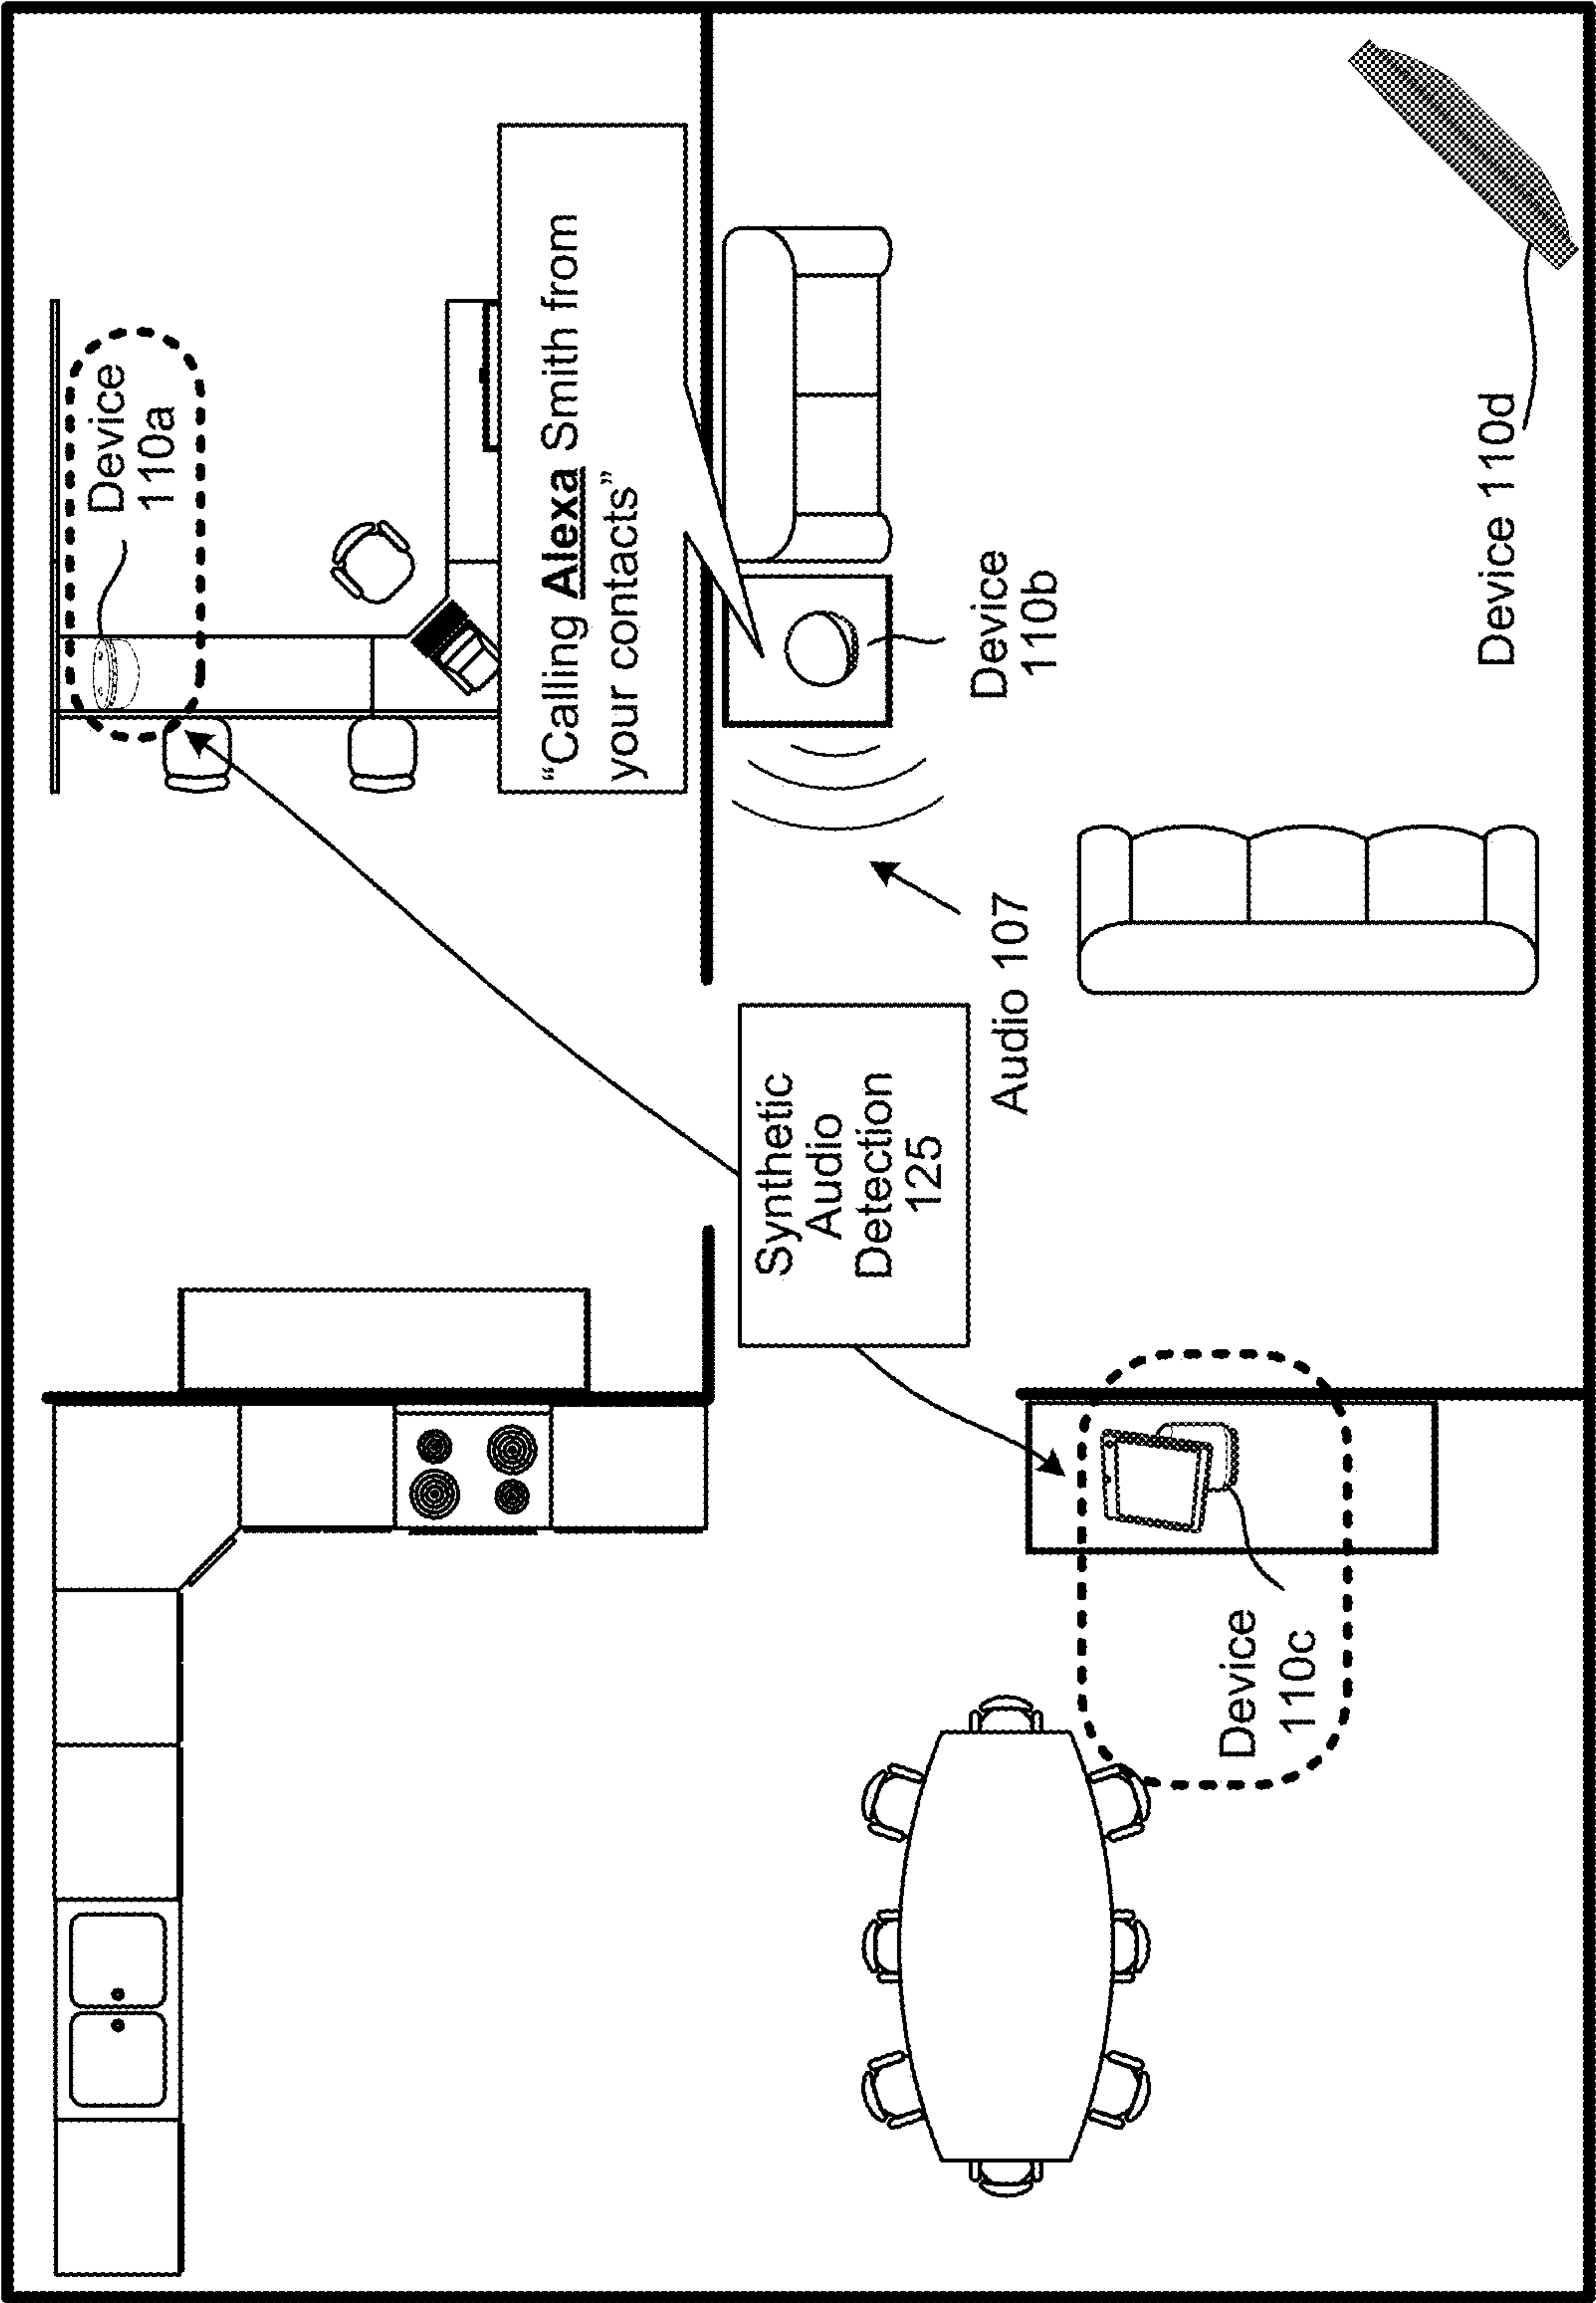 Device
110a
“Calling Alexa Smith from
your contacts”
Device
110b
Device 110d
Audio 107
Synthetic
Audio
Detection
125
Device
110c